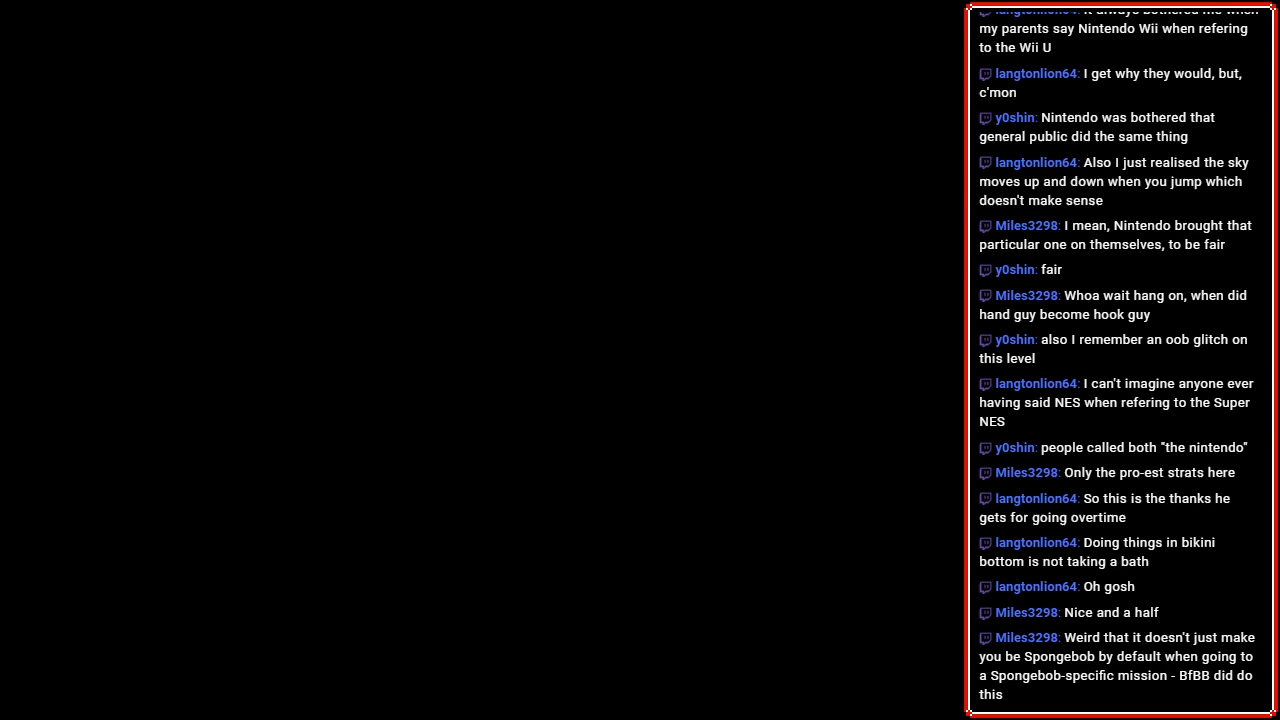 langtonlion64: It always bothered me when
my parents say Nintendo Wii when refering
to the Wii U
langtonlion64: I get why they would, but,
c'mon
y0shin: Nintendo was bothered that
general public did the same thing
langtonlion64: Also I just realised the sky
moves up and down when you jump which
doesn't make sense
Miles3298: I mean, Nintendo brought that
particular one on themselves, to be fair
y0shin: fair
Miles3298: Whoa wait hang on, when did
hand guy become hook guy
y0shin: also I remember an oob glitch on
this level
langtonlion64: I can't imagine anyone ever
having said NES when refering to the Super
NES
y0shin: people called both "the nintendo"
Miles3298: Only the pro-est strats here
langtonlion64: So this is the thanks he
gets for going overtime
langtonlion64: Doing things in bikini
bottom is not taking a bath
langtonlion64: Oh gosh
Miles3298: Nice and a half
Miles3298: Weird that it doesn't just make
you be Spongebob by default when going to
a Spongebob-specific mission - BfBB did do
this